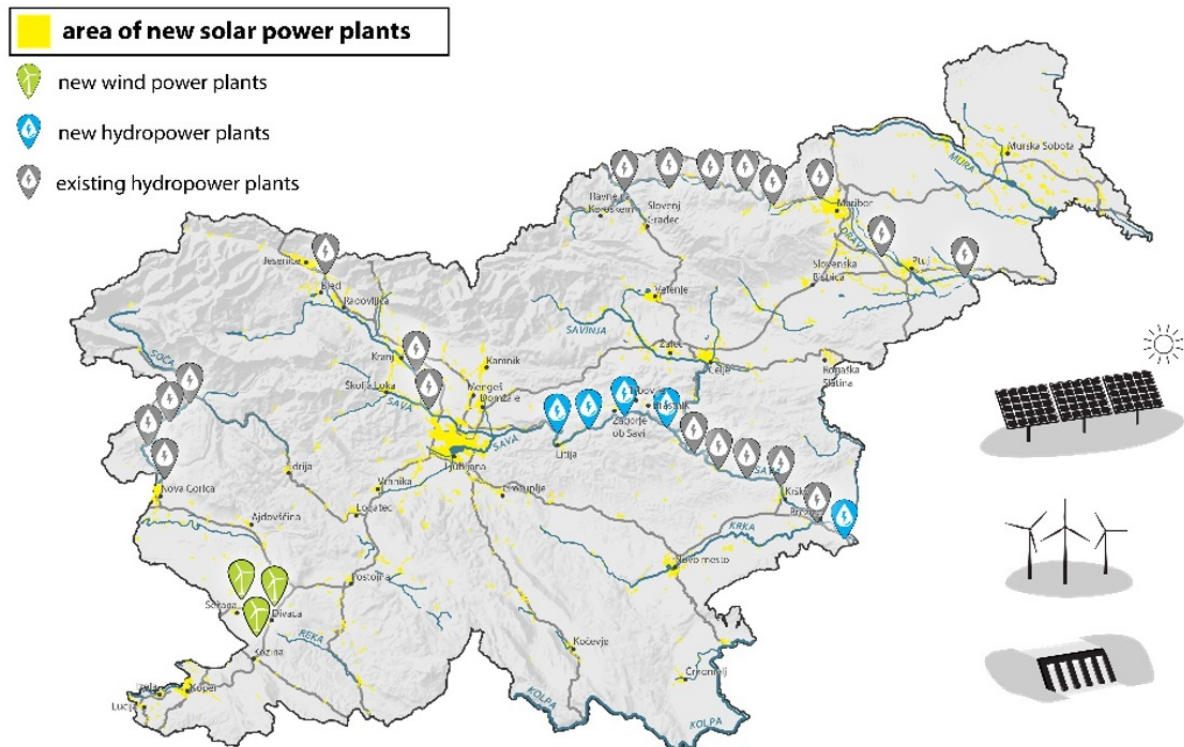 area of new solar power plants
new wind power plants
new hydropower plants
existing hydropower plants
Murska Sobota
MURA
Slovenj
Gradec
Maribor
DRAVA
Ptuj
Slovenska
Bistrica
Jesenice
Bled
Radovljica
Velenje
SAVINJA
Žalec
Celje
Rogaška
Slatina
SOČA
Kranj
Kamnik
Škofja Loka
Mengeš
Domžale
SAVA
SAVA
Zagorje
ob Savi
Litija
Ljubljana
Vrhnika
Logatec
Grosuplje
Nova Gorica
Ajdovščina
Krško
KRKA
Novo mesto
Postojna
Sežana
Divača
REKA
Kozina
Kočevje
Črnomelj
Koper
Lucija
KOLPA
KOLPA